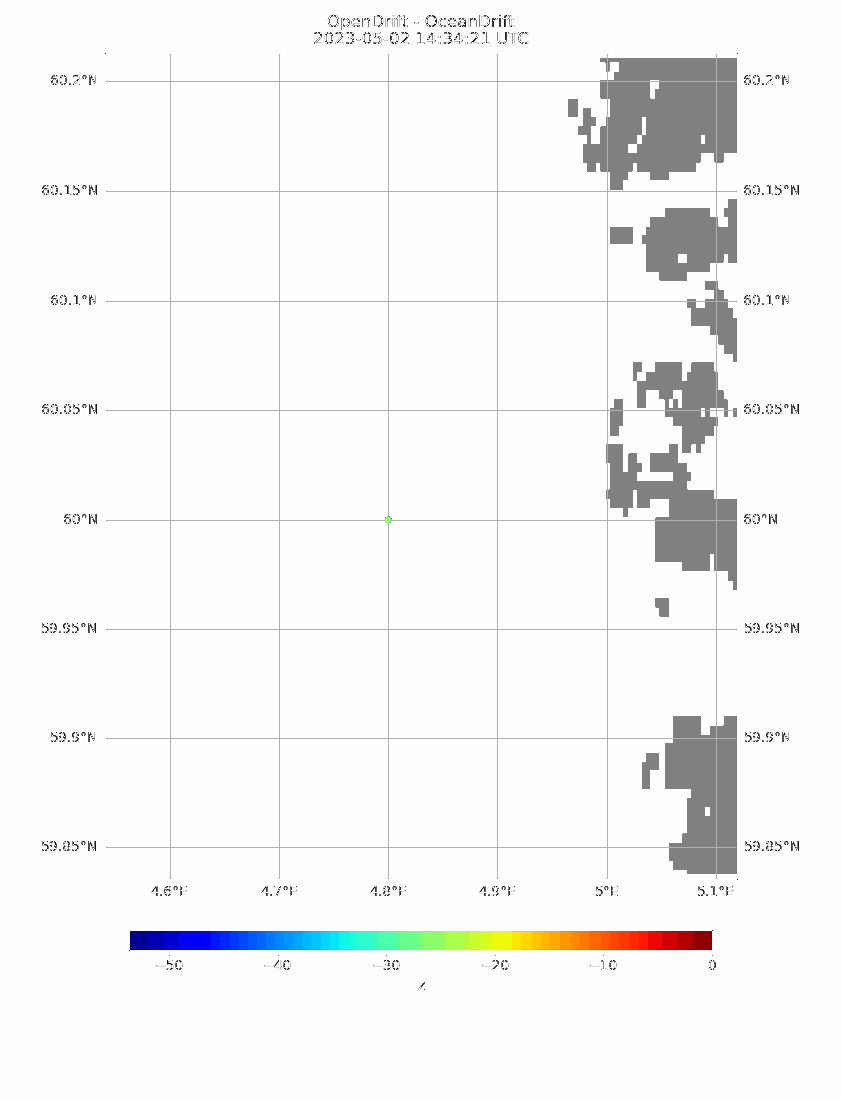 OpenDrift - OceanDrift
2023-05-02 14:34:21 UTC
60.2°N 60.2°N
60.15°N 60.15°N
60.1°N 60.1°N
60.05°N 60.05°N
60°N 60°N
59.95°N 59.95°N
59.9°N 59.9°N
59.85°N 59.85°N
4.6°E 4.7°E 4.8°E 4.9°E 5°E 5.1°E
−50 −40 −30 −20 −10 0
z